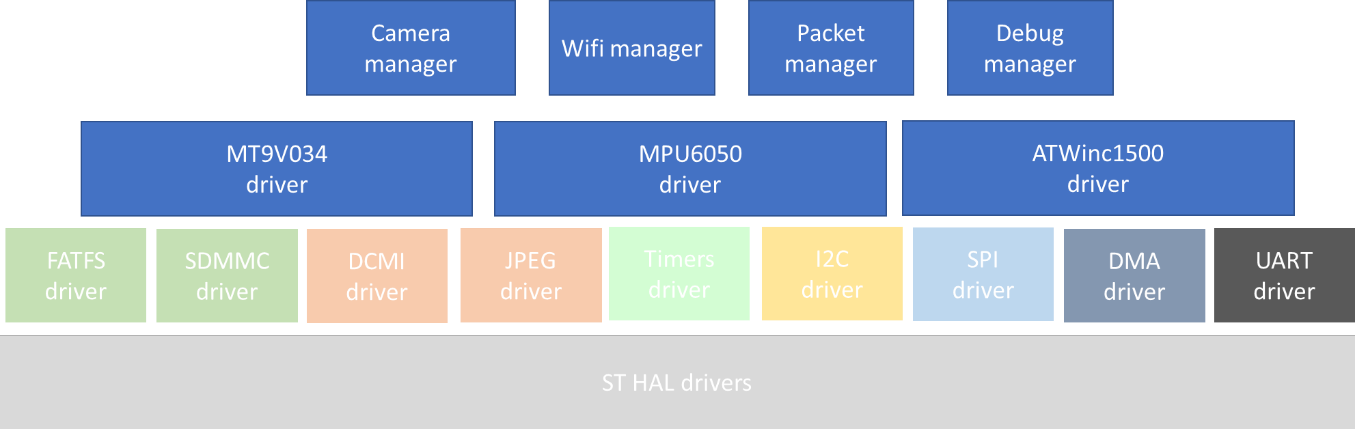 Camera
manager
Wifi manager
Packet
manager
Debug
manager
MT9V034
driver
MPU6050
driver
ATWinc1500
driver
FATFS
driver
SDMMC
driver
DCMI
driver
JPEG
driver
Timers
driver
I2C
driver
SPI
driver
DMA
driver
UART
driver
ST HAL drivers